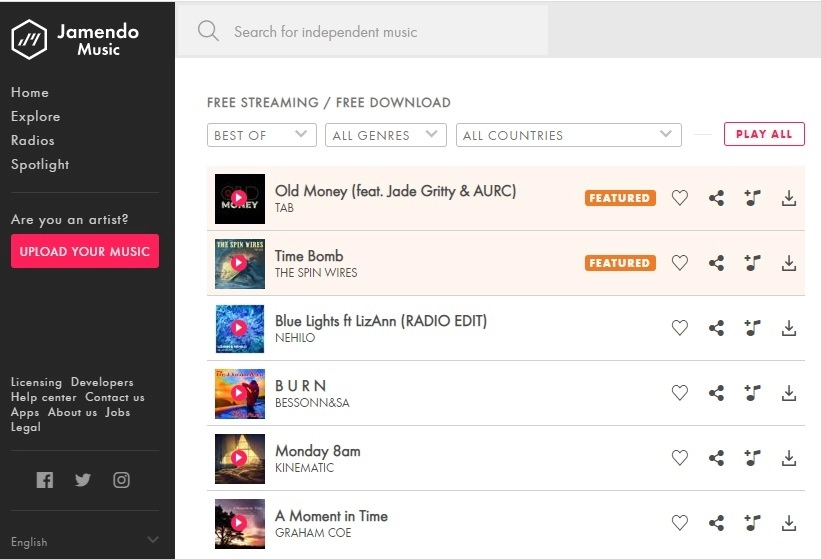 Jamendo
Music
Search for independent music
Home
Explore
Radios
Spotlight
Are you an artist?
UPLOAD YOUR MUSIC
Licensing Developers
Help center Contact us
Apps About us Jobs
Legal
English
FREE STREAMING / FREE DOWNLOAD
BEST OF
ALL GENRES
ALL COUNTRIES
PLAY ALL
OLD
MONEY
Old Money (feat. Jade Gritty & AURC)
TAB
FEATURED
THE SPIN WIRES
Time Bomb
THE SPIN WIRES
FEATURED
Blue Lights ft LizAnn (RADIO EDIT)
NEHILO
B U R N
BESSONN&SA
Monday 8am
KINEMATIC
A Moment in Time
GRAHAM COE